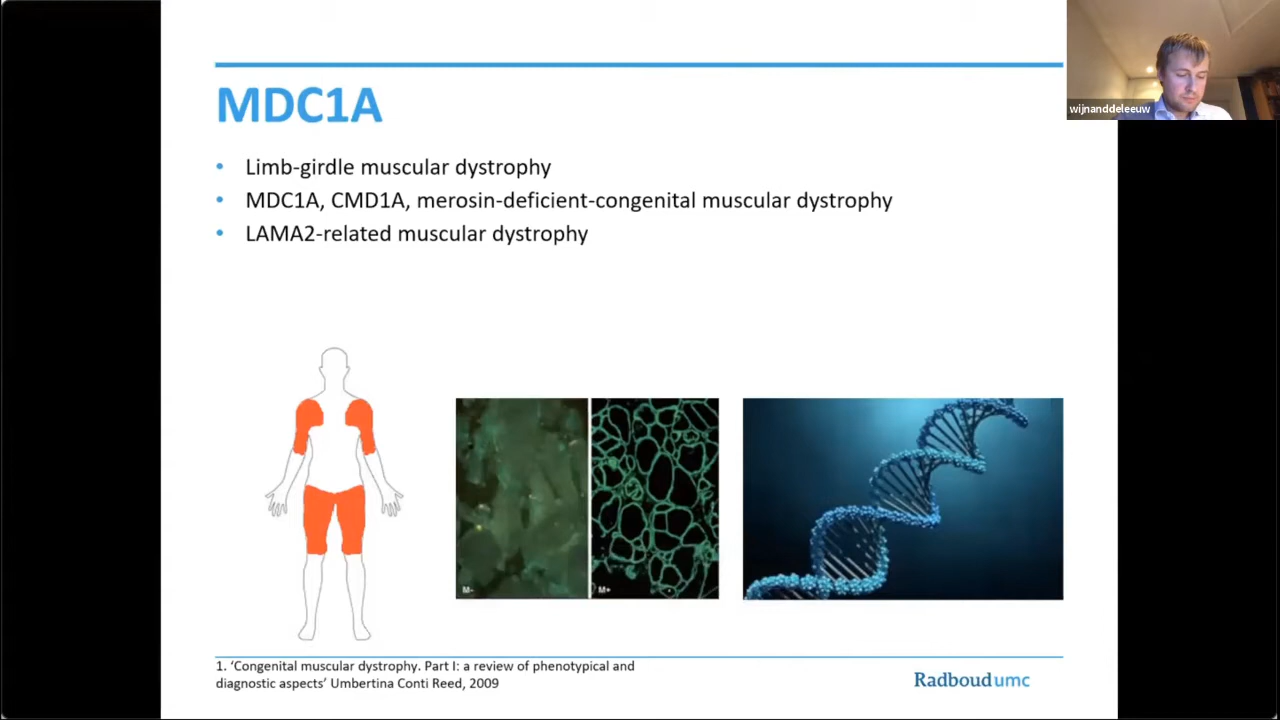 wijnanddeleeuw
MDC1A
• Limb-girdle muscular dystrophy
• MDC1A, CMD1A, merosin-deficient-congenital muscular dystrophy
• LAMA2-related muscular dystrophy
M-
M+
1. ‘Congenital muscular dystrophy. Part I: a review of phenotypical and
diagnostic aspects’ Umbertina Conti Reed, 2009
Radboudumc